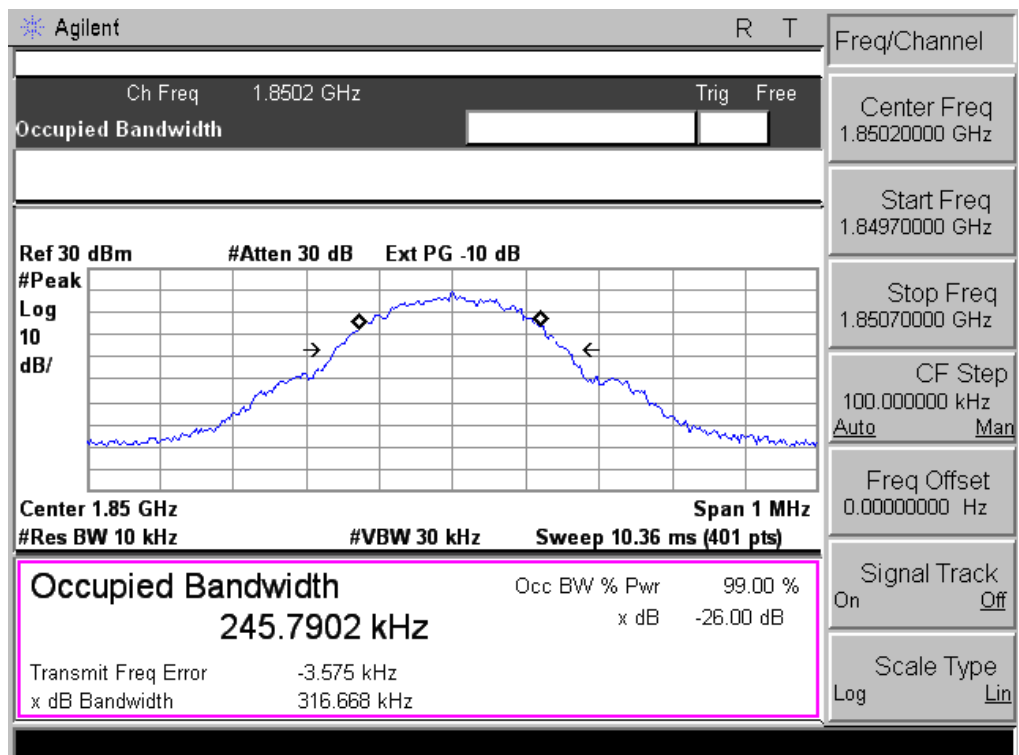 Agilent R T
Ch Freq 1.8502 GHz Trig Free
Occupied Bandwidth
Ref 30 dBm #Atten 30 dB Ext PG -10 dB
#Peak
Log
10
dB/
Center 1.85 GHz Span 1 MHz
#Res BW 10 kHz #VBW 30 kHz Sweep 10.36 ms (401 pts)
Occupied Bandwidth Occ BW % Pwr 99.00 %
245.7902 kHz x dB -26.00 dB
Transmit Freq Error -3.575 kHz
x dB Bandwidth 316.668 kHz
Freq/Channel
Center Freq
1.85020000 GHz
Start Freq
1.84970000 GHz
Stop Freq
1.85070000 GHz
CF Step
100.000000 kHz
Auto Man
Freq Offset
0.00000000 Hz
Signal Track
On Off
Scale Type
Log Lin